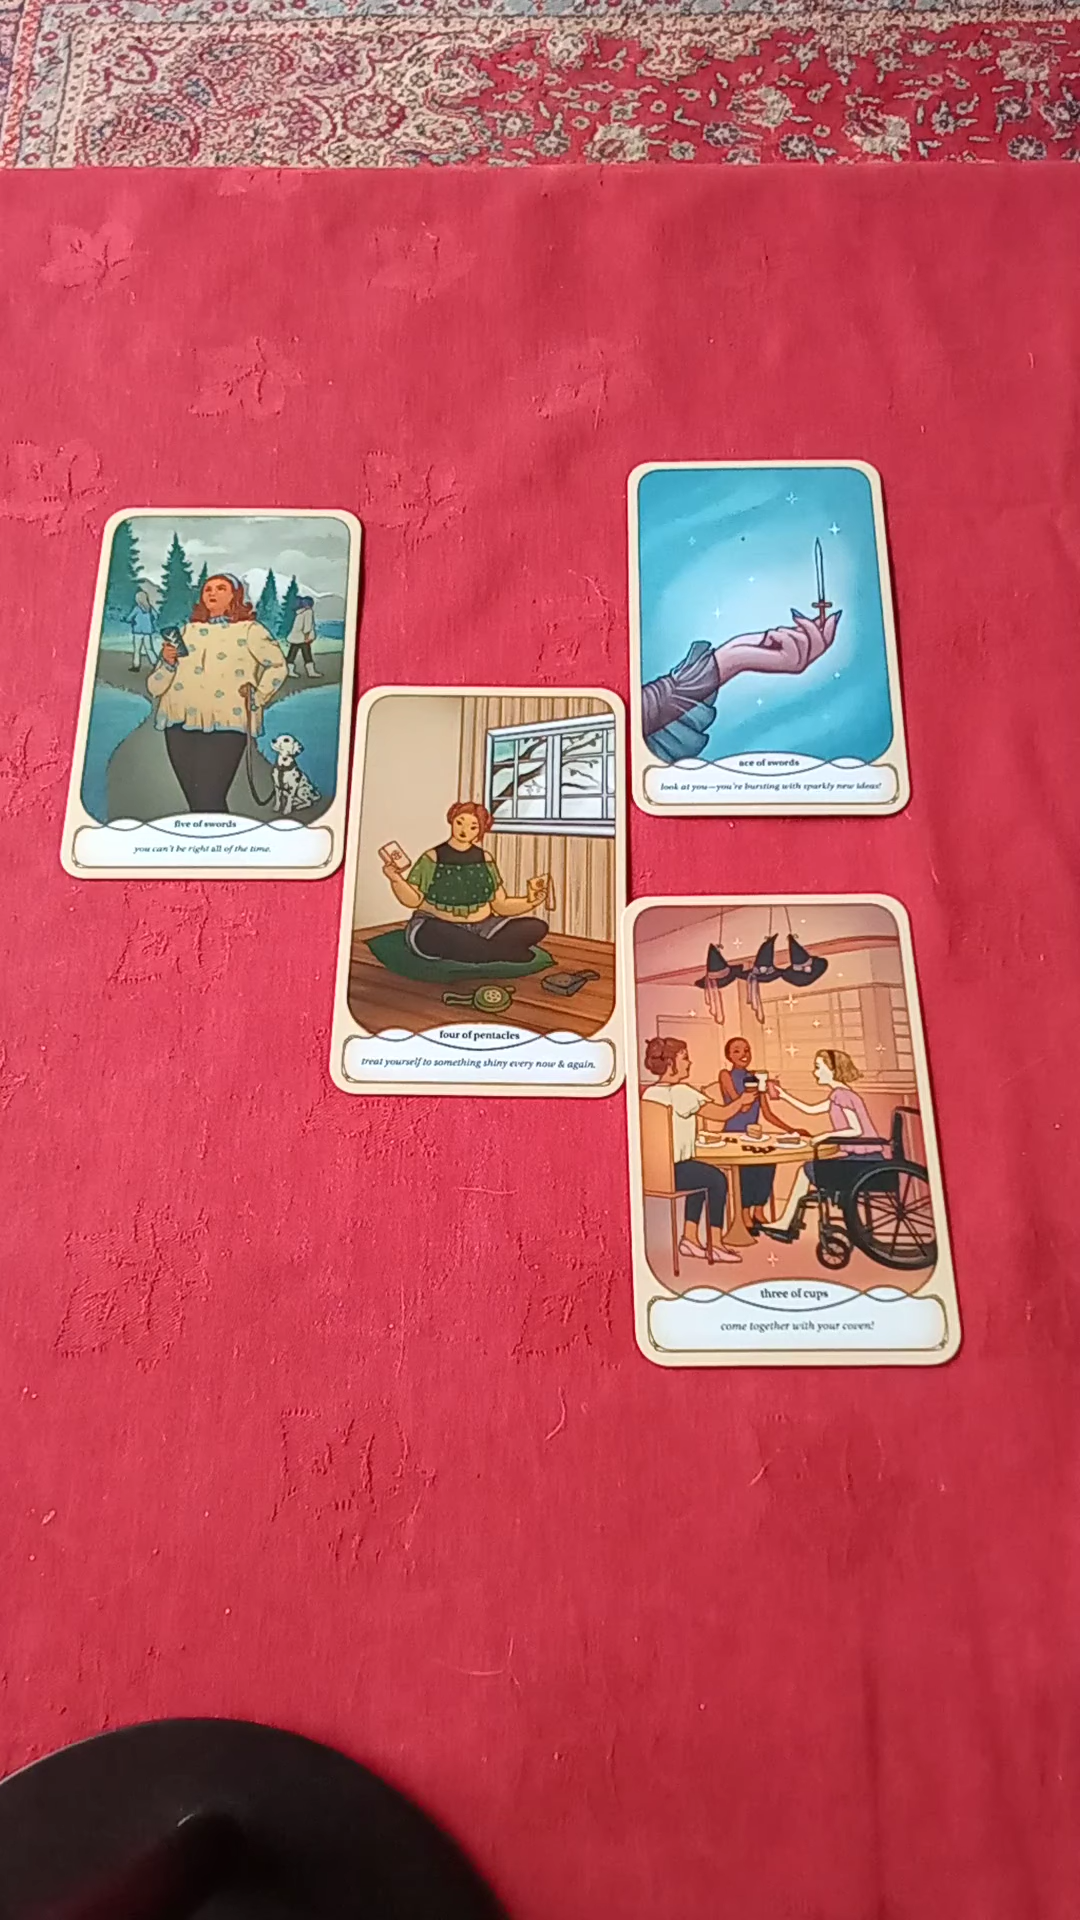 five of swords
you can't be right all of the time.
ace of swords
look at you—you're bursting with sparkly new ideas!
four of pentacles
treat yourself to something shiny every now & again.
three of cups
come together with your coven!